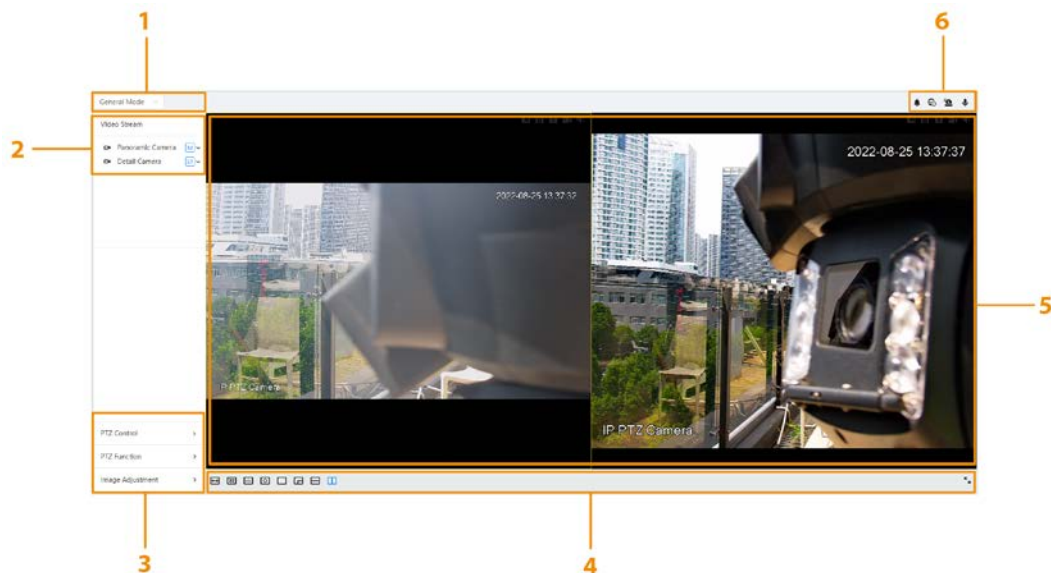 1
6
General Mode
Video Stream
2
Panoramic Camera
Detail Camera
2022-08-25 13:37:32
2022-08-25 13:37:37
5
IP PTZ Camera
IP PTZ Camera
PTZ Control
PTZ Function
Image Adjustment
3
4